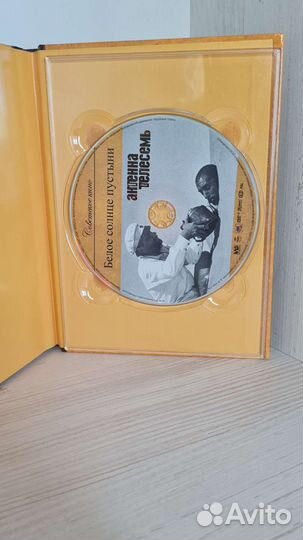 Советское кино
Белое солнце пустыни
антенна
телесемь
Avito